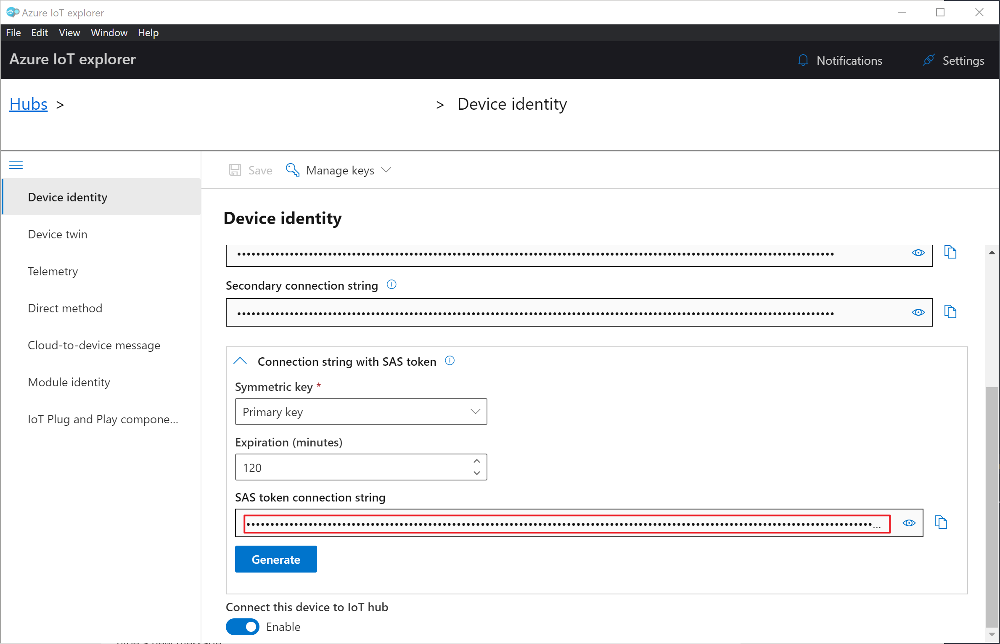 Azure IoT explorer
File Edit View Window Help
Azure IoT explorer Notifications Settings
Hubs > > Device identity
Save Manage keys
Device identity
Device twin
Telemetry
Direct method
Cloud-to-device message
Module identity
IoT Plug and Play compone...
Device identity
Secondary connection string
Connection string with SAS token
Symmetric key *
Primary key
Expiration (minutes)
120
SAS token connection string
Generate
Connect this device to IoT hub
Enable